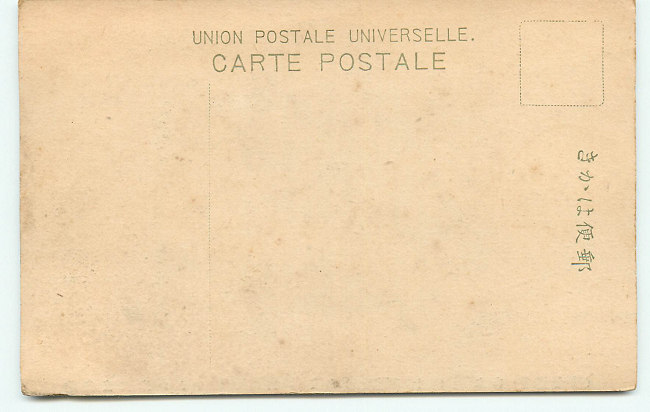 UNION POSTALE UNIVERSELLE.
CARTE POSTALE
きかは便郵